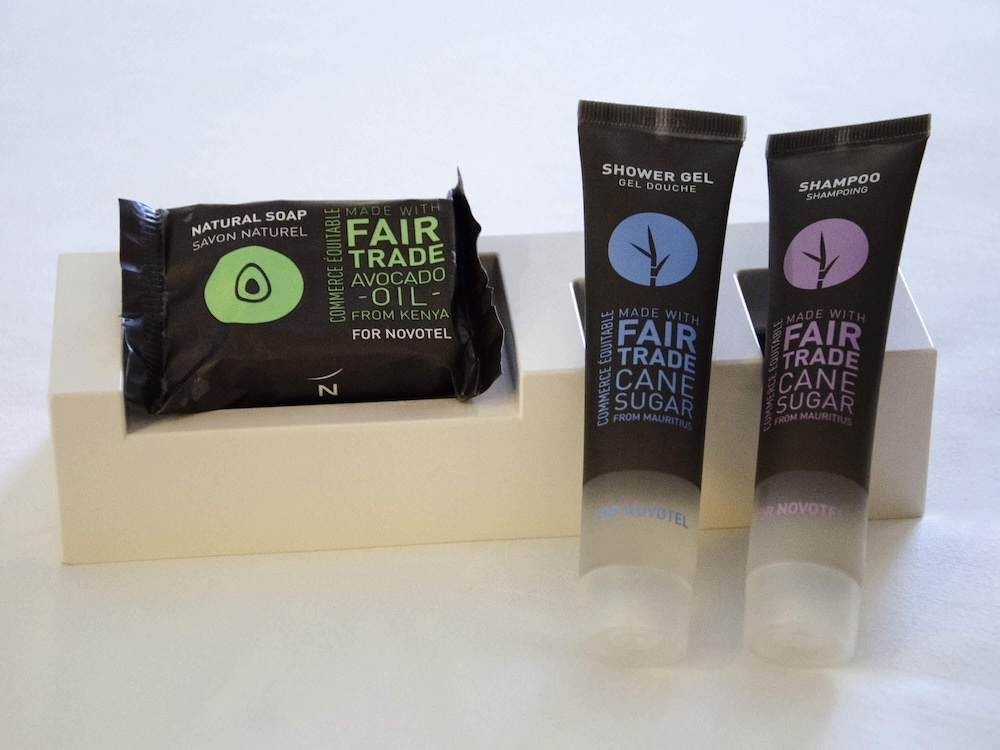 NATURAL SOAP
SAVON NATUREL
COMMERCE ÉQUITABLE
MADE WITH
FAIR
TRADE
AVOCADO
- OIL -
FROM KENYA
FOR NOVOTEL
N
SHOWER GEL
GEL DOUCHE
COMMERCE ÉQUITABLE
MADE WITH
FAIR
TRADE
CANE
SUGAR
FROM MAURITIUS
FOR NOVOTEL
SHAMPOO
SHAMPOING
COMMERCE ÉQUITABLE
MADE WITH
FAIR
TRADE
CANE
SUGAR
FROM MAURITIUS
FOR NOVOTEL